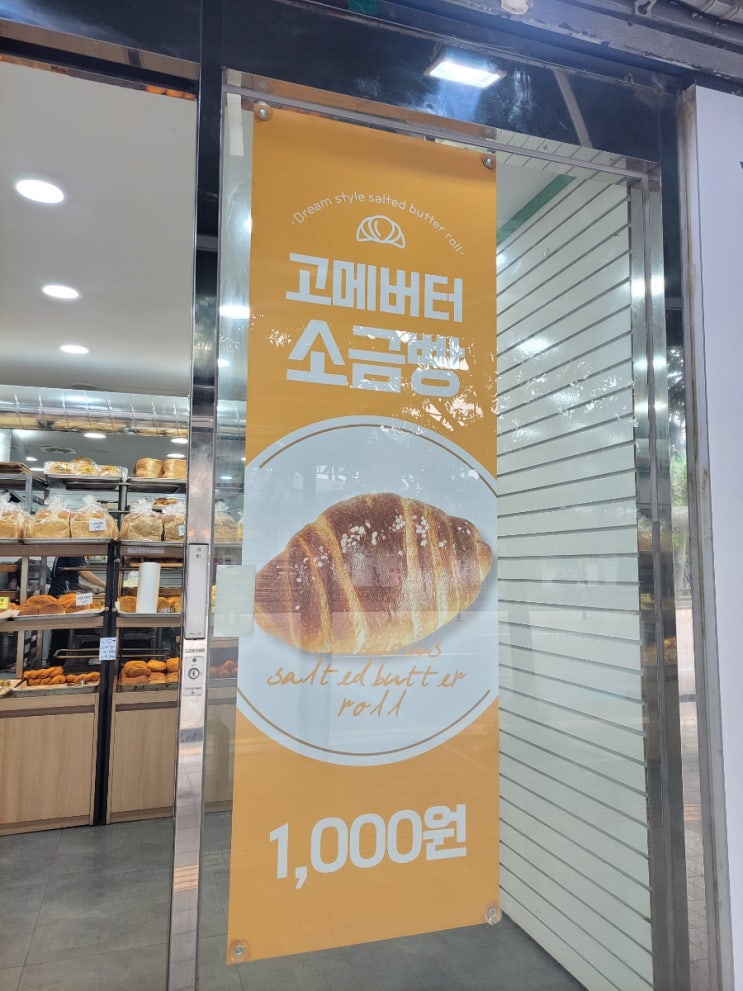 ·Dream style salted butter roll·
고메버터
소금빵
salted butter
roll
1,000원